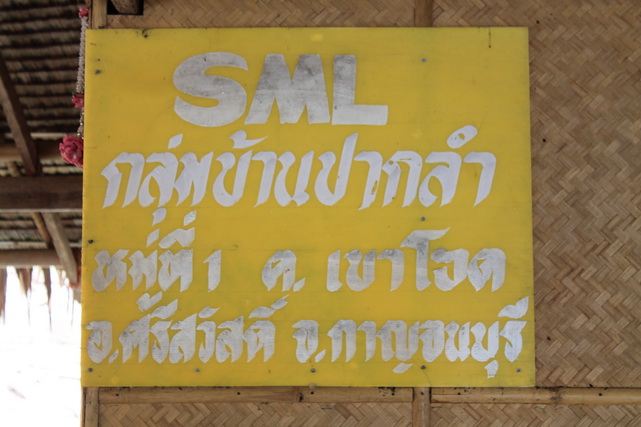 SML
กลุ่มบ้านปากลำ
หมู่ที่ 1 ต. เขาโจด
อ.ศรีสวัสดิ์ จ.กาญจนบุรี